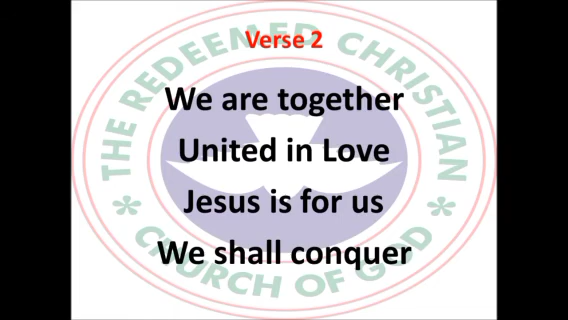 Verse 2
THE REDEEMED CHRISTIAN
We are together
United in Love
Jesus is for us
We shall conquer
CHURCH OF GOD